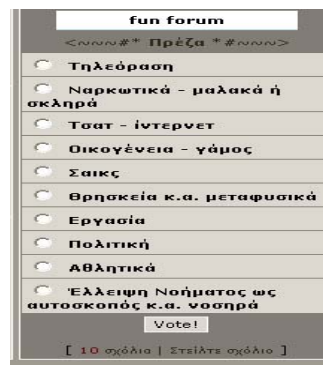 fun forum
<~~~#* Πρέζα *#~~~>
Τηλεόραση
Ναρκωτικά - μαλακά ή
σκληρά
Τσατ - ίντερνετ
Οικογένεια - γάμος
Σαικς
Θρησκεία κ.α. μεταφυσικά
Εργασία
Πολιτική
Αθλητικά
Έλλειψη Νοήματος ως
αυτοσκοπός κ.α. νοσηρά
Vote!
[ 10 σχόλια | Στείλτε σχόλιο ]